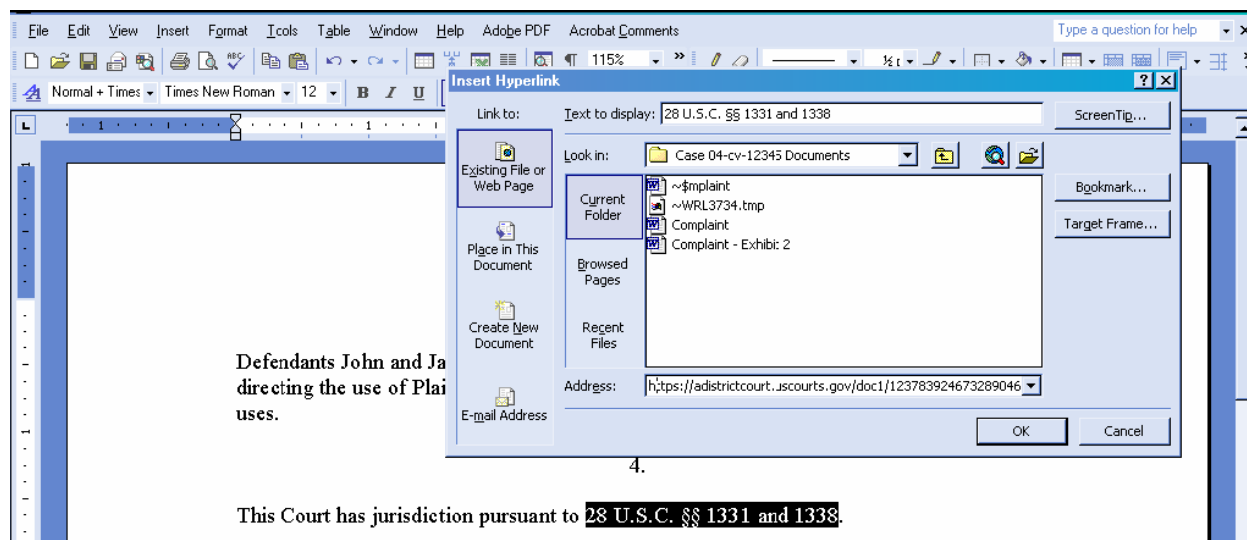 File Edit View Insert Format Tools Table Window Help Adobe PDF Acrobat Comments Type a question for help
115%
Normal + Times Times New Roman 12 B I U
Insert Hyperlink
Link to: Text to display: 28 U.S.C. §§ 1331 and 1338 ScreenTip...
Existing File or Web Page
Look in: Case 04-cv-12345 Documents
Current Folder
~$mplaint
~WRL3734.tmp
Complaint
Complaint - Exhibit 2
Bookmark...
Target Frame...
Place in This Document
Browsed Pages
Create New Document
Recent Files
E-mail Address
Address: https://adistrictcourt.uscourts.gov/doc1/123783924673289046
OK Cancel
Defendants John and Ja
directing the use of Plai
uses.
4.
This Court has jurisdiction pursuant to 28 U.S.C. §§ 1331 and 1338.